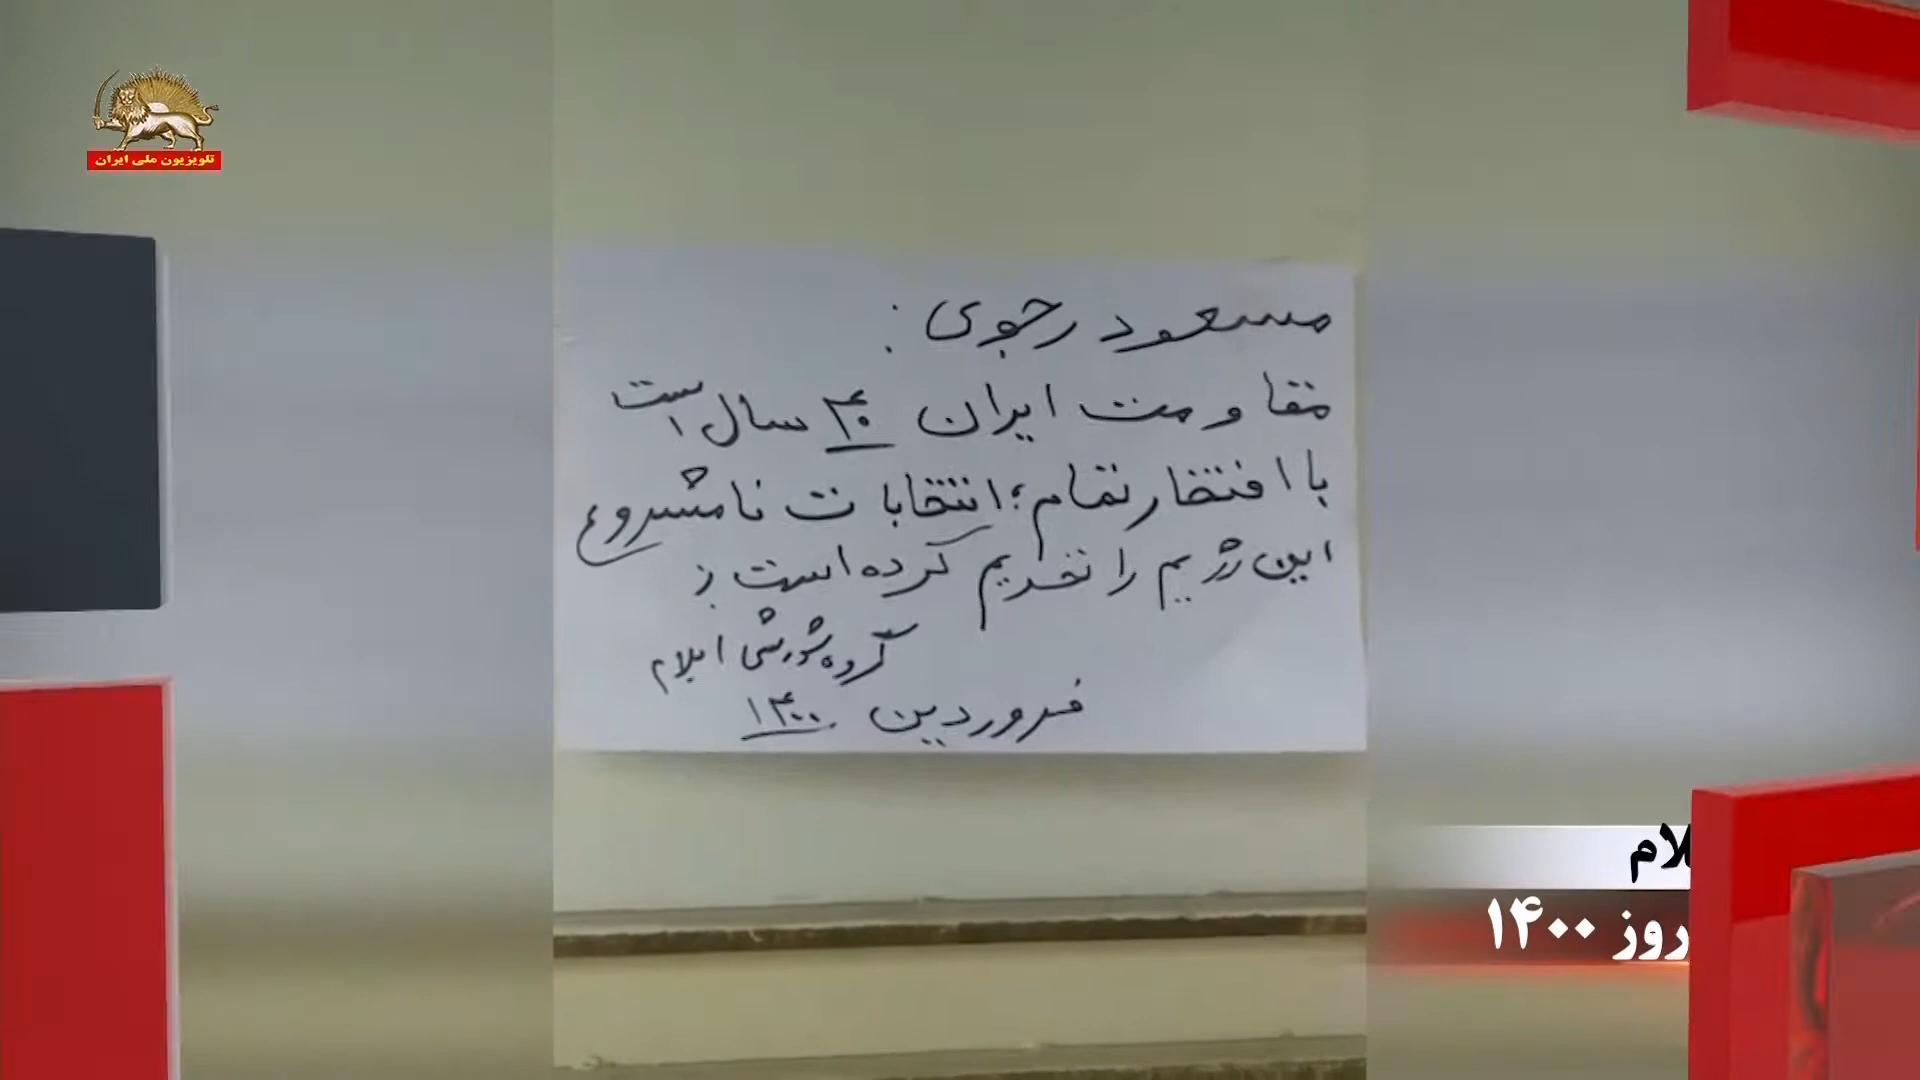 تلویزیون ملی ایران
مسعود رجوی :
مقاومت ایران ۴۰ سال است
با افتخار تمام؛ انتخابات نامشروع
این رژیم را تحریم کرده است
گروه شورشی ایلام
فروردین ۱۴۰۰
لام
روز ۱۴۰۰